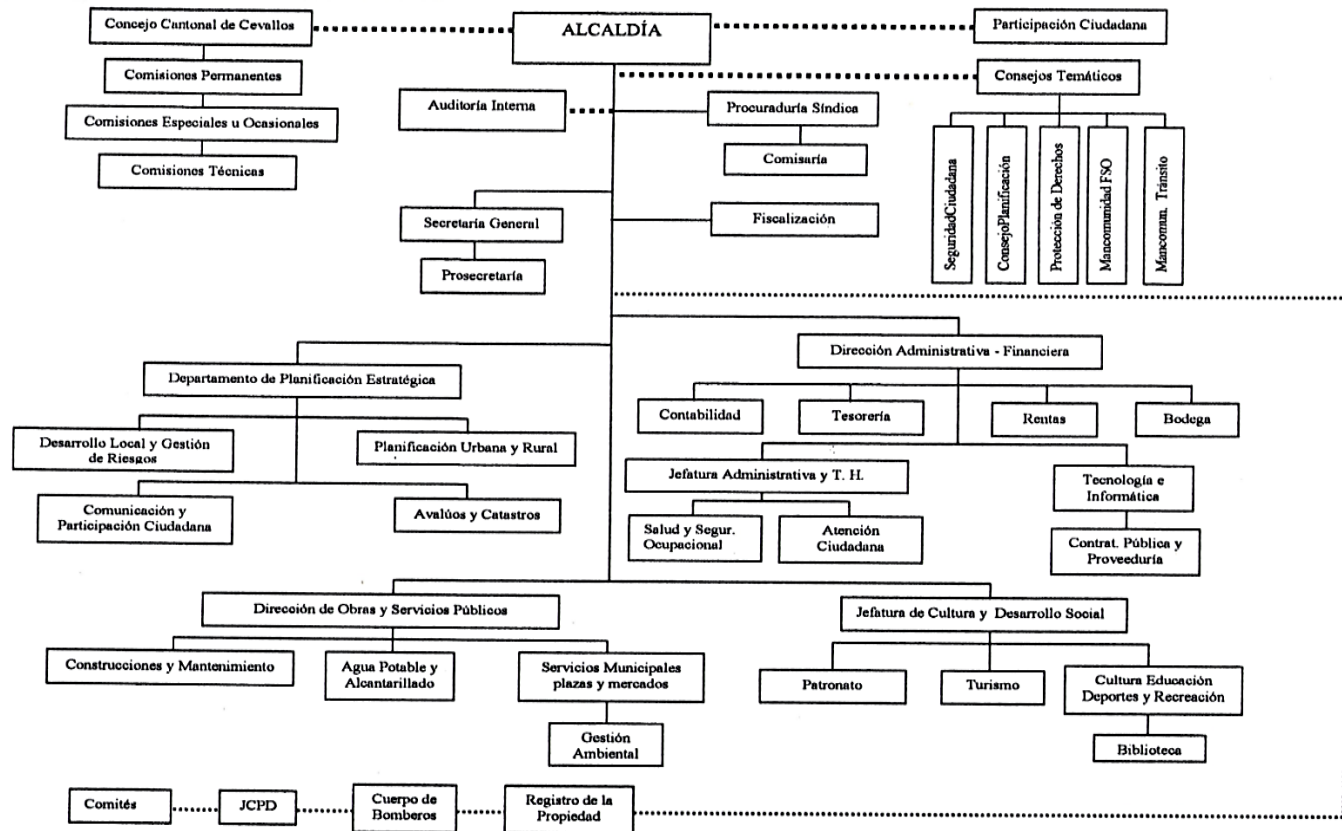 Concejo Cantonal de Cevallos
ALCALDÍA
Participación Ciudadana
Comisiones Permanentes
Consejos Temáticos
Auditoría Interna
Procuraduría Síndica
Comisiones Especiales u Ocasionales
Comisaría
Comisiones Técnicas
SeguridadCiudadana
ConsejoPlanificación
Protección de Derechos
Mancomunidad FSO
Mancomun. Tránsito
Secretaría General
Fiscalización
Prosecretaría
Dirección Administrativa - Financiera
Departamento de Planificación Estratégica
Contabilidad
Tesorería
Rentas
Bodega
Desarrollo Local y Gestión
de Riesgos
Planificación Urbana y Rural
Jefatura Administrativa y T. H.
Tecnología e
Informática
Comunicación y
Participación Ciudadana
Avalúos y Catastros
Salud y Segur.
Ocupacional
Atención
Ciudadana
Contrat. Pública y
Proveeduría
Dirección de Obras y Servicios Públicos
Jefatura de Cultura y Desarrollo Social
Construcciones y Mantenimiento
Agua Potable y
Alcantarillado
Servicios Municipales
plazas y mercados
Patronato
Turismo
Cultura Educación
Deportes y Recreación
Gestión
Ambiental
Biblioteca
Comités
JCPD
Cuerpo de
Bomberos
Registro de la
Propiedad